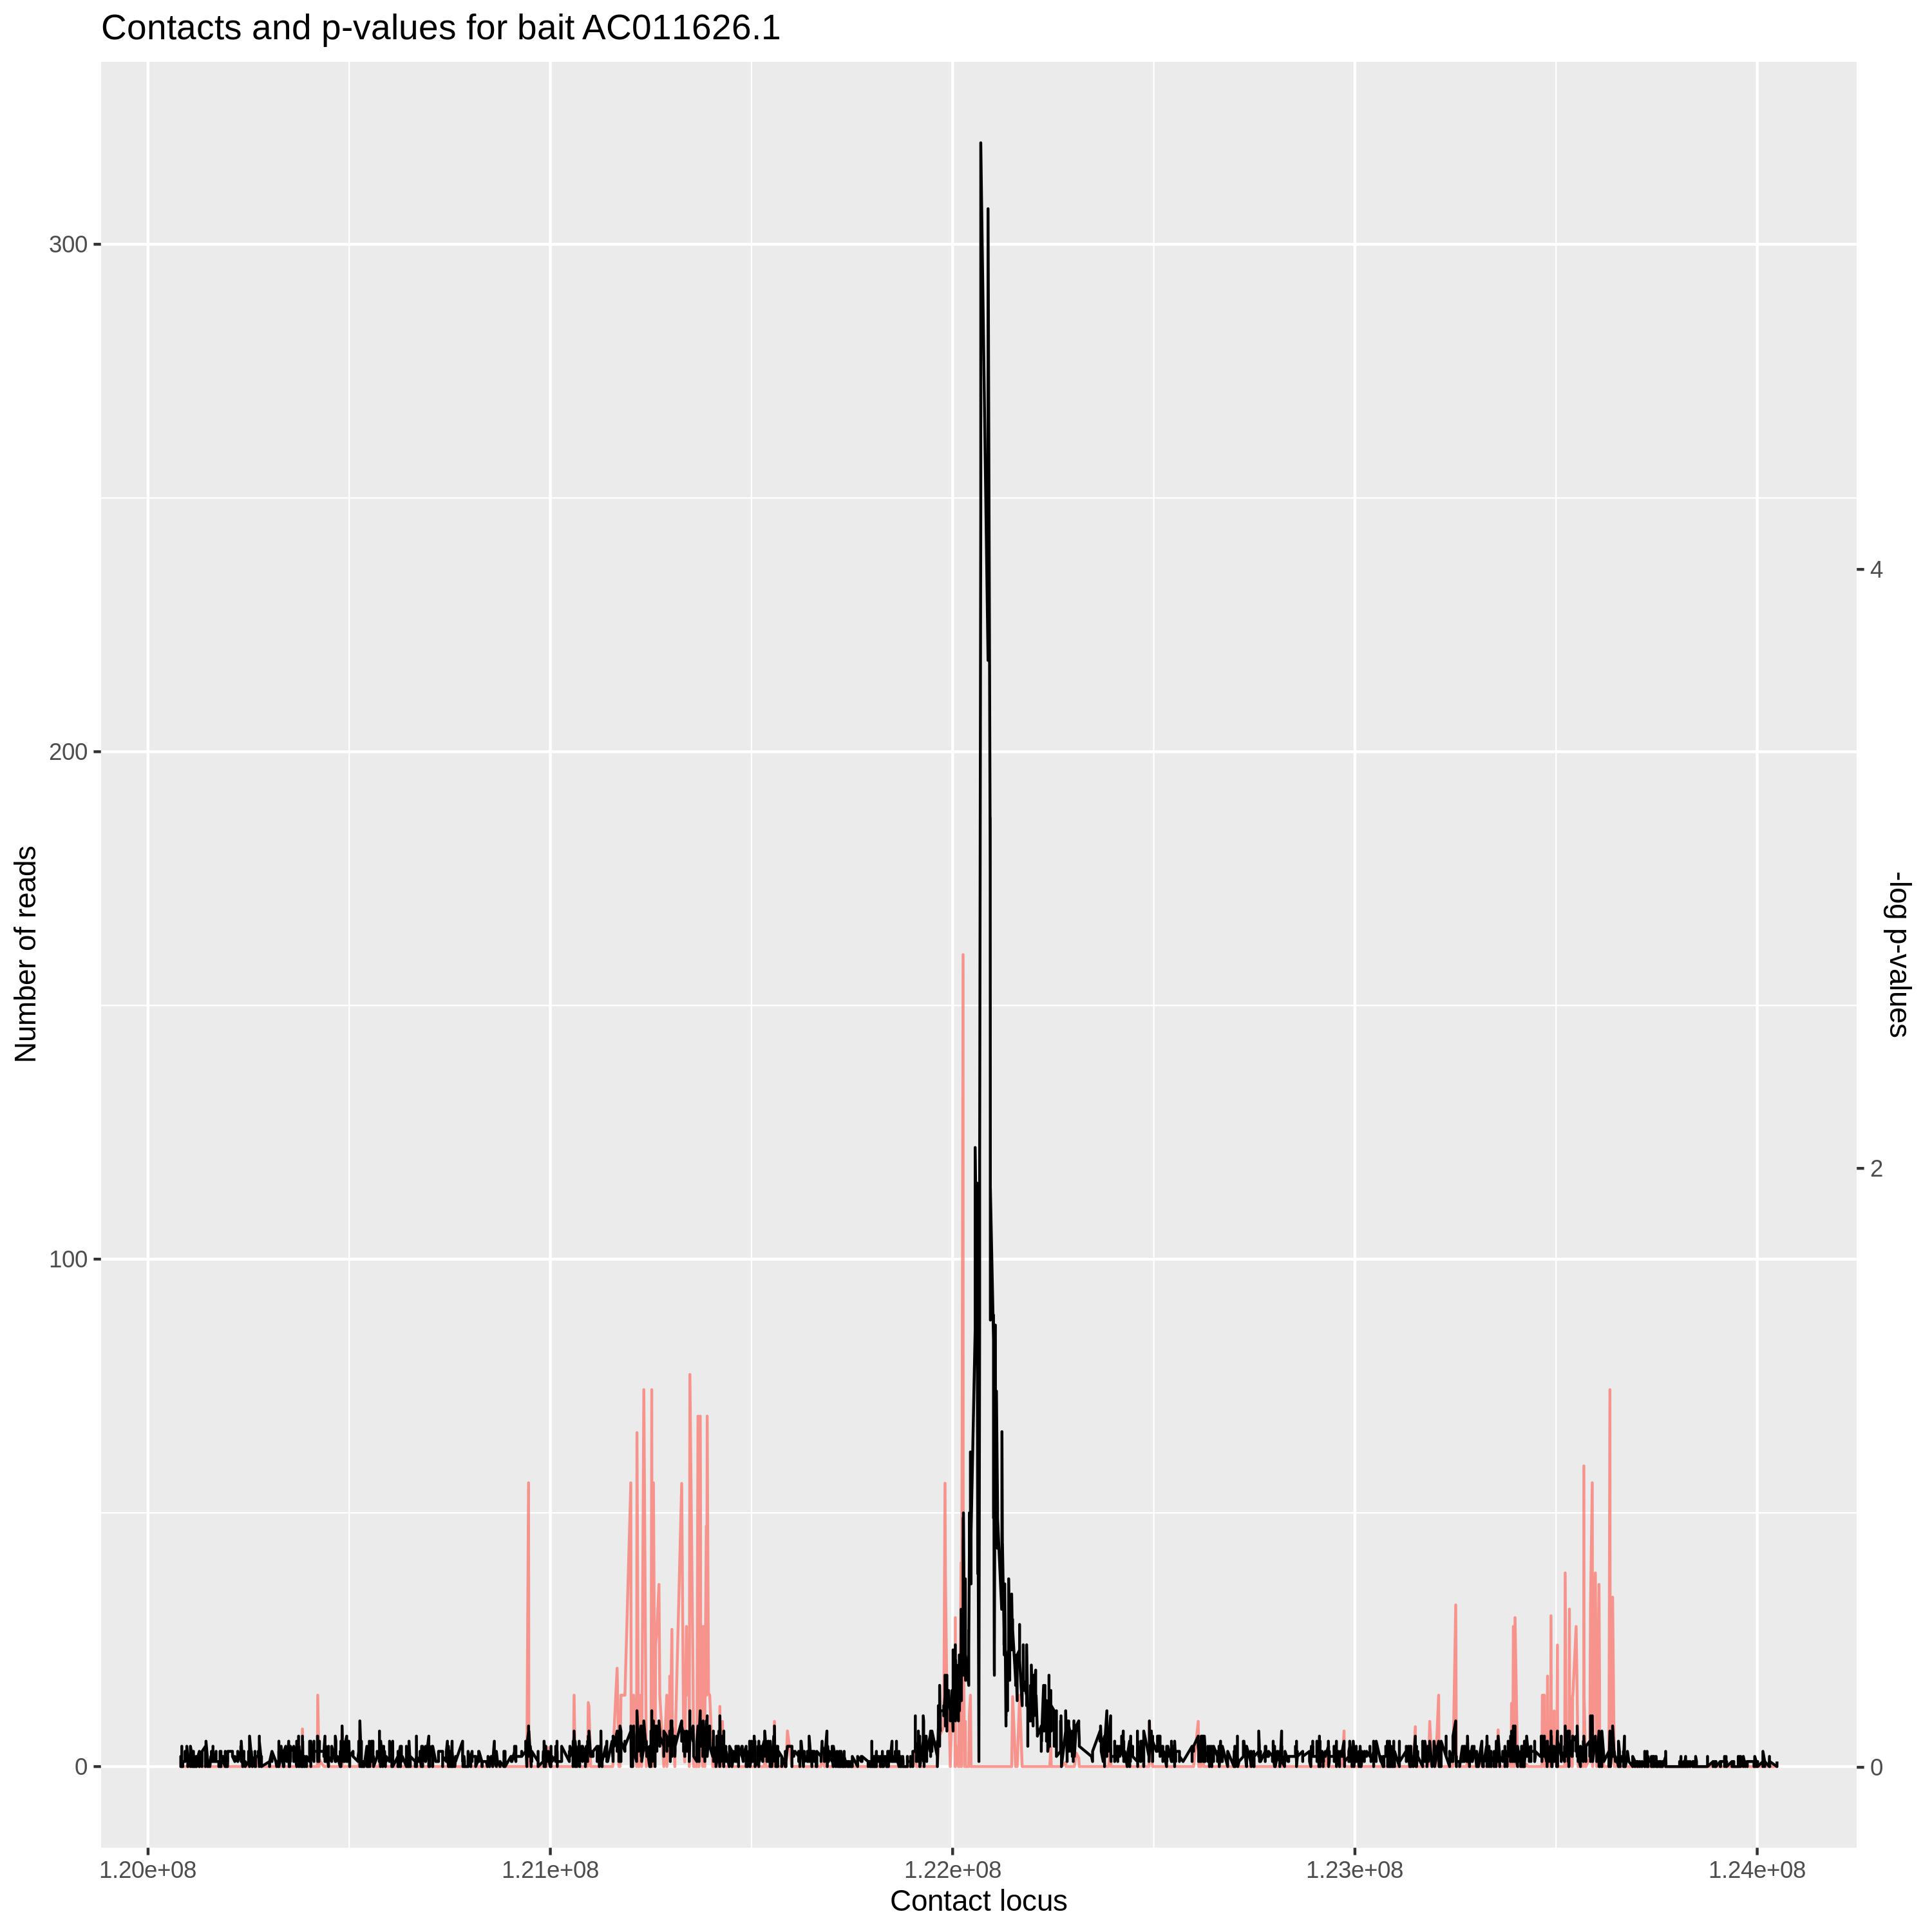 Contacts and p-values for bait AC011626.1
300
200
100
0
Number of reads
4
2
0
-log p-values
1.20e+08
1.21e+08
1.22e+08
1.23e+08
1.24e+08
Contact locus